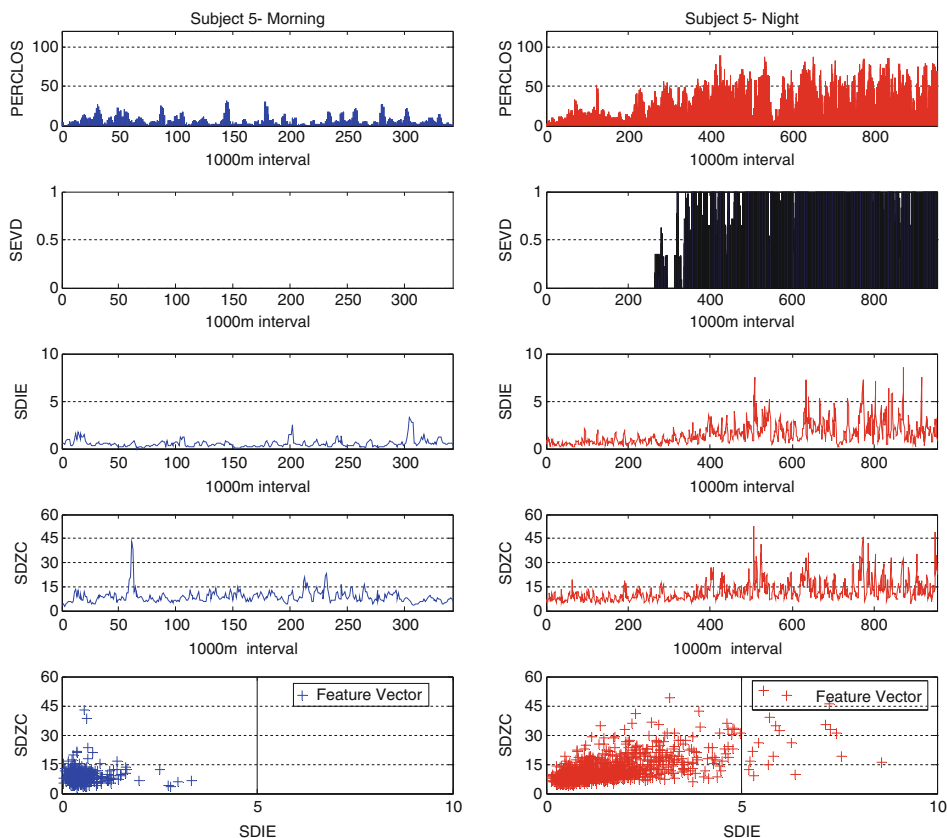 Subject 5- Morning
PERCLOS
100
50
0
0 50 100 150 200 250 300
1000m interval
Subject 5- Night
PERCLOS
100
50
0
0 200 400 600 800
1000m interval
SEVD
1
0.5
0
0 50 100 150 200 250 300
1000m interval
SEVD
1
0.5
0
0 200 400 600 800
1000m interval
SDIE
10
5
0
0 50 100 150 200 250 300
1000m interval
SDIE
10
5
0
0 200 400 600 800
1000m interval
SDZC
60
45
30
15
0
0 50 100 150 200 250 300
1000m interval
SDZC
60
45
30
15
0
0 200 400 600 800
1000m interval
SDZC
60
45
30
15
0
Feature Vector
0 5 10
SDIE
SDZC
60
45
30
15
0
Feature Vector
0 5 10
SDIE